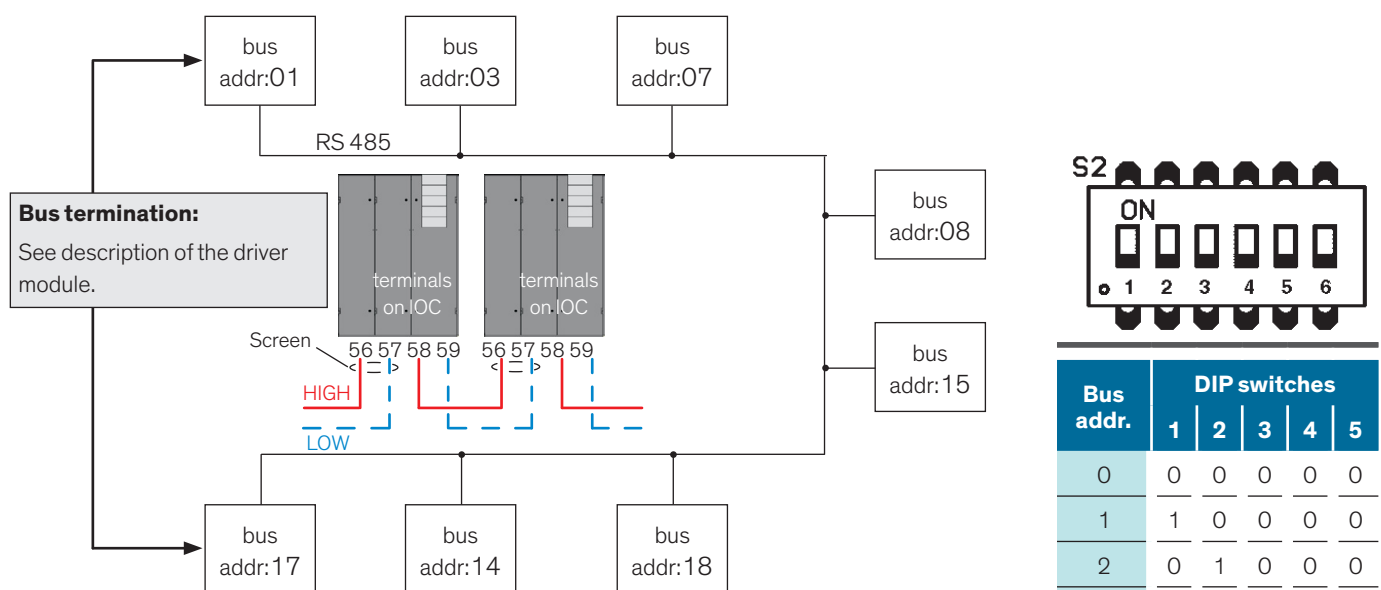 bus
addr:01
bus
addr:03
bus
addr:07
RS 485
Bus termination:
See description of the driver
module.
terminals
on IOC
terminals
on IOC
bus
addr:08
bus
addr:15
Screen
56 57 58 59
56 57 58 59
HIGH
LOW
bus
addr:17
bus
addr:14
bus
addr:18
S2
ON
1 2 3 4 5 6
Bus
addr.
DIP switches
1 2 3 4 5
0 0 0 0 0 0
1 1 0 0 0 0
2 0 1 0 0 0